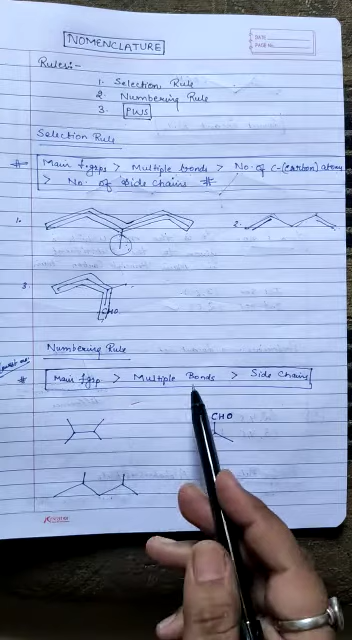 NOMENCLATURE
DATE
PAGE No.
Rules:-
1. Selection Rule
2. Numbering Rule
3. PWS
Selection Rule
# Main f.grps > Multiple bonds > No. of C-(carbon) atoms
> No. of Side Chains #
1.
2.
3.
CHO
Numbering Rule
# Main f.grp > Multiple Bonds > Side Chains
CHO